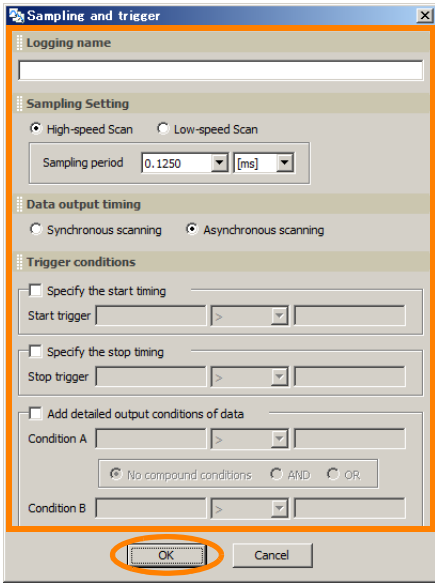 Sampling and trigger
Logging name
Sampling Setting
High-speed Scan Low-speed Scan
Sampling period 0.1250 [ms]
Data output timing
Synchronous scanning Asynchronous scanning
Trigger conditions
Specify the start timing
Start trigger >
Specify the stop timing
Stop trigger >
Add detailed output conditions of data
Condition A >
No compound conditions AND OR
Condition B >
OK Cancel